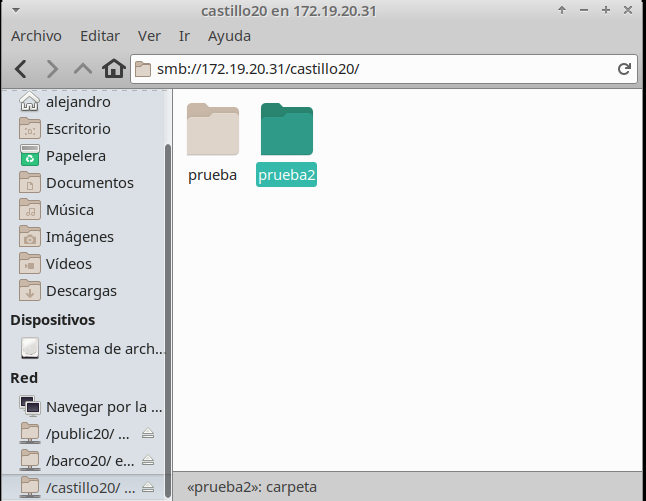 castillo20 en 172.19.20.31
Archivo Editar Ver Ir Ayuda
smb://172.19.20.31/castillo20/
alejandro
Escritorio
Papelera
Documentos
Música
Imágenes
Vídeos
Descargas
Dispositivos
Sistema de arch...
Red
Navegar por la ...
/public20/ ...
/barco20/ e...
/castillo20/ ...
prueba
prueba2
«prueba2»: carpeta